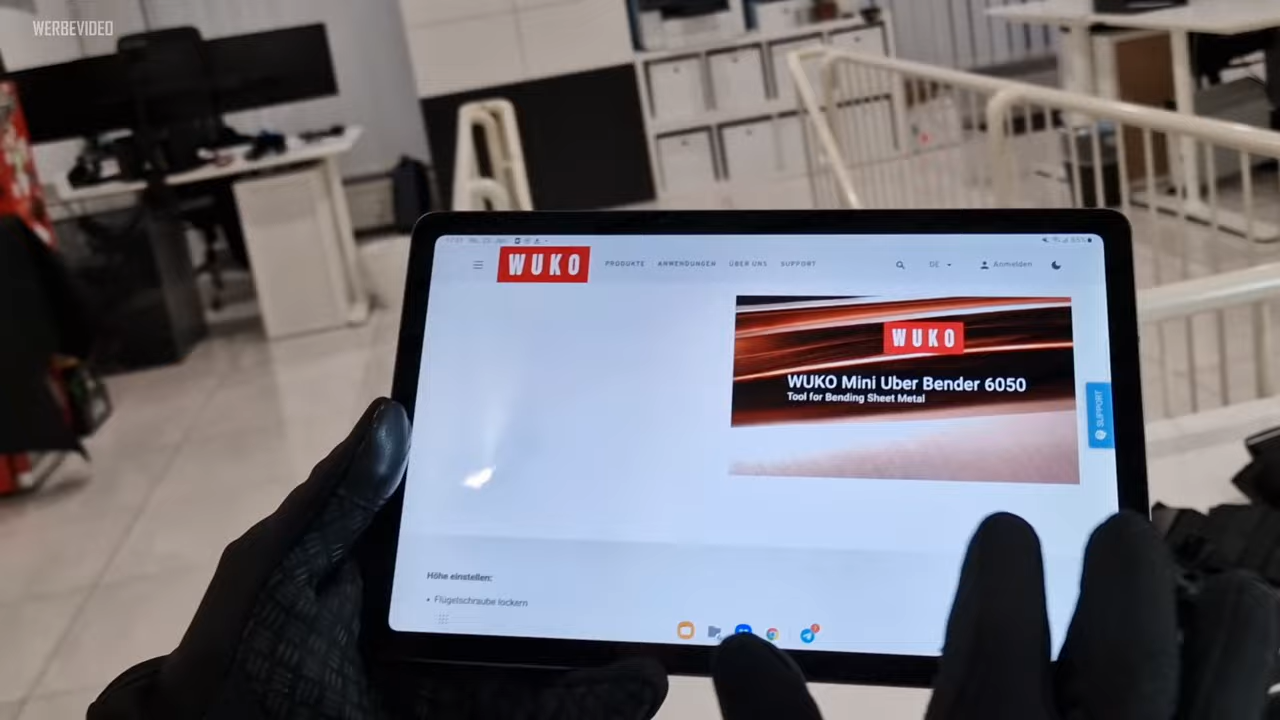 WERBEVIDEO
WUKO
PRODUKTE ANWENDUNGEN ÜBER UNS SUPPORT
DE
Anmelden
WUKO
WUKO Mini Uber Bender 6050
Tool for Bending Sheet Metal
SUPPORT
Höhe einstellen:
• Flügelschraube lockern